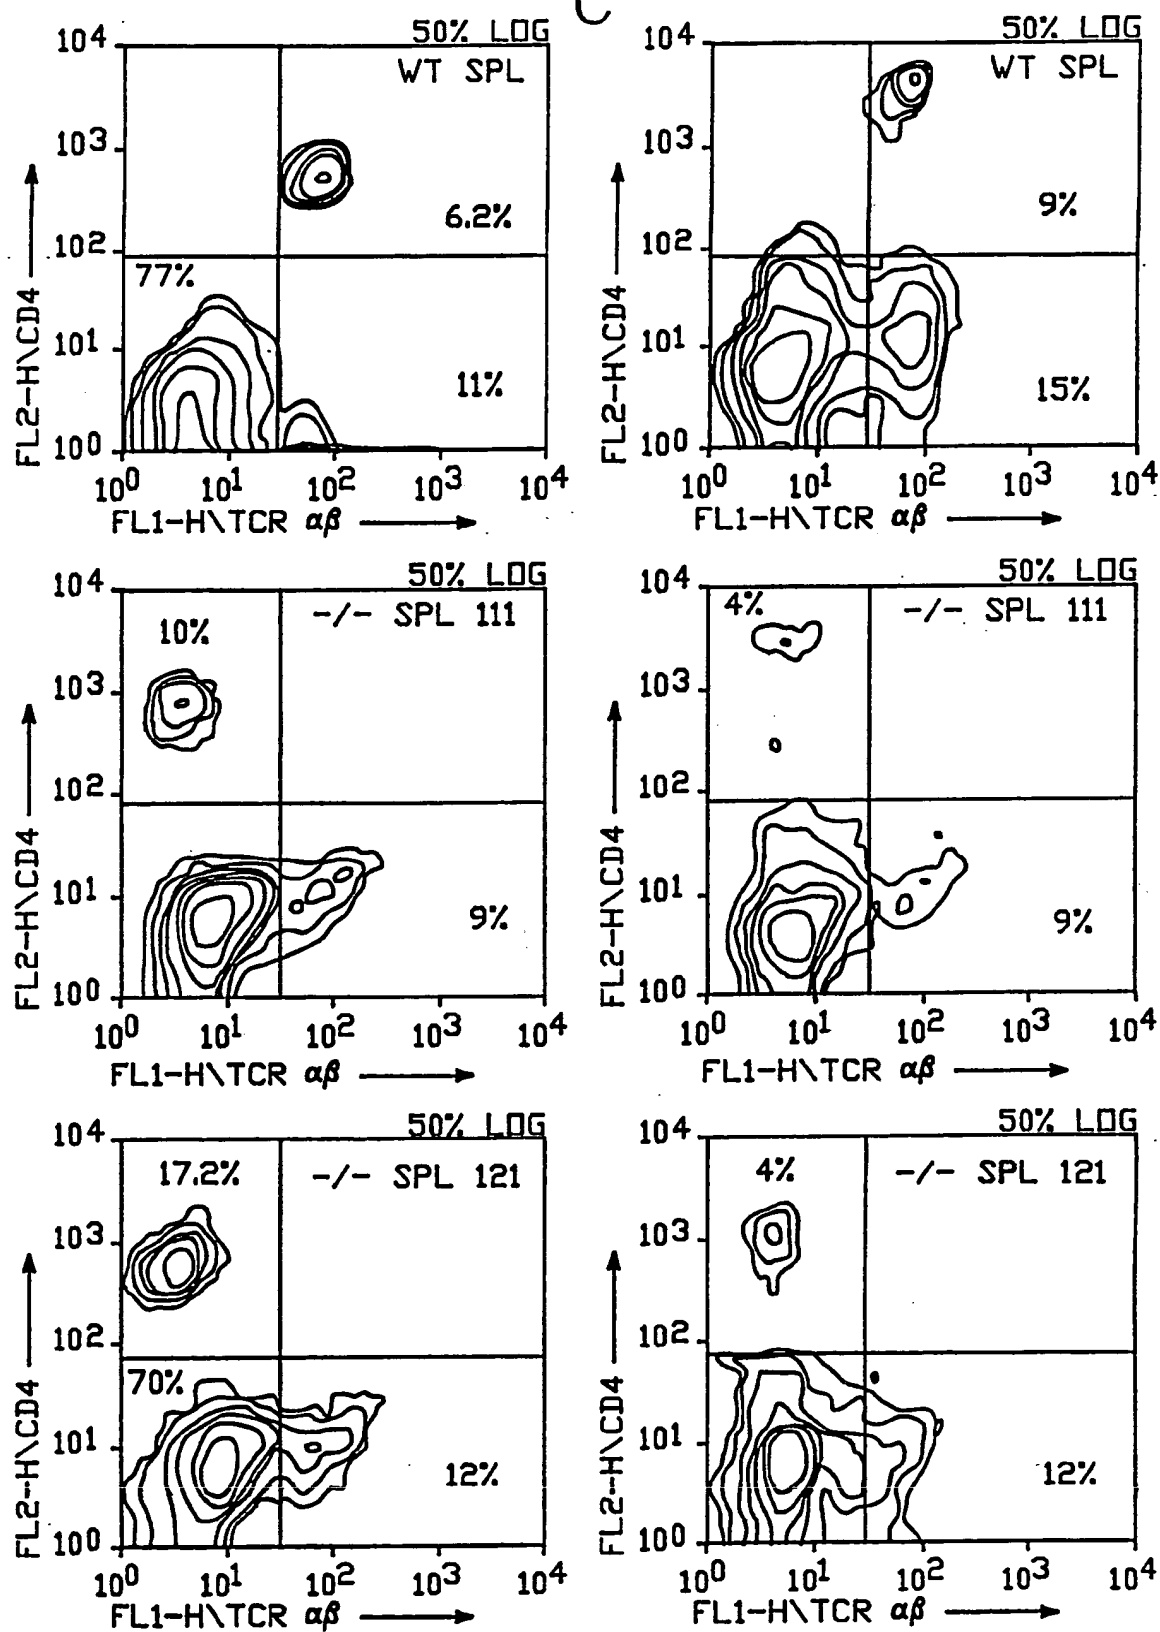 C
50% LOG
WT SPL
10⁴
10³
6.2%
10²
77%
10¹
11%
10⁰
10⁰ 10¹ 10² 10³ 10⁴
FL2-H\CD4
FL1-H\TCR αβ
50% LOG
WT SPL
10⁴
10³
9%
10²
10¹
15%
10⁰
10⁰ 10¹ 10² 10³ 10⁴
FL2-H\CD4
FL1-H\TCR αβ
50% LOG
-/- SPL 111
10⁴
10%
10³
10²
10¹
9%
10⁰
10⁰ 10¹ 10² 10³ 10⁴
FL2-H\CD4
FL1-H\TCR αβ
50% LOG
4%
-/- SPL 111
10⁴
10³
10²
10¹
9%
10⁰
10⁰ 10¹ 10² 10³ 10⁴
FL2-H\CD4
FL1-H\TCR αβ
50% LOG
10⁴
17.2%
-/- SPL 121
10³
10²
70%
10¹
12%
10⁰
10⁰ 10¹ 10² 10³ 10⁴
FL2-H\CD4
FL1-H\TCR αβ
50% LOG
10⁴
4%
-/- SPL 121
10³
10²
10¹
12%
10⁰
10⁰ 10¹ 10² 10³ 10⁴
FL2-H\CD4
FL1-H\TCR αβ